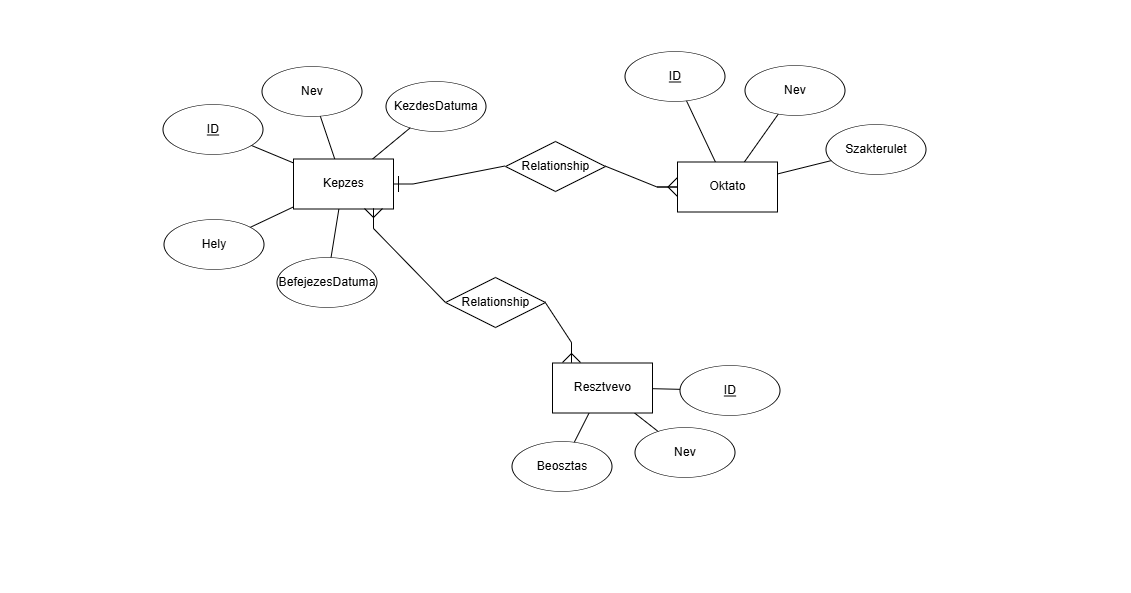 ID
Nev
KezdesDatuma
Kepzes
Hely
BefejezesDatuma
Relationship
ID
Nev
Szakterulet
Oktato
Relationship
Resztvevo
ID
Nev
Beosztas